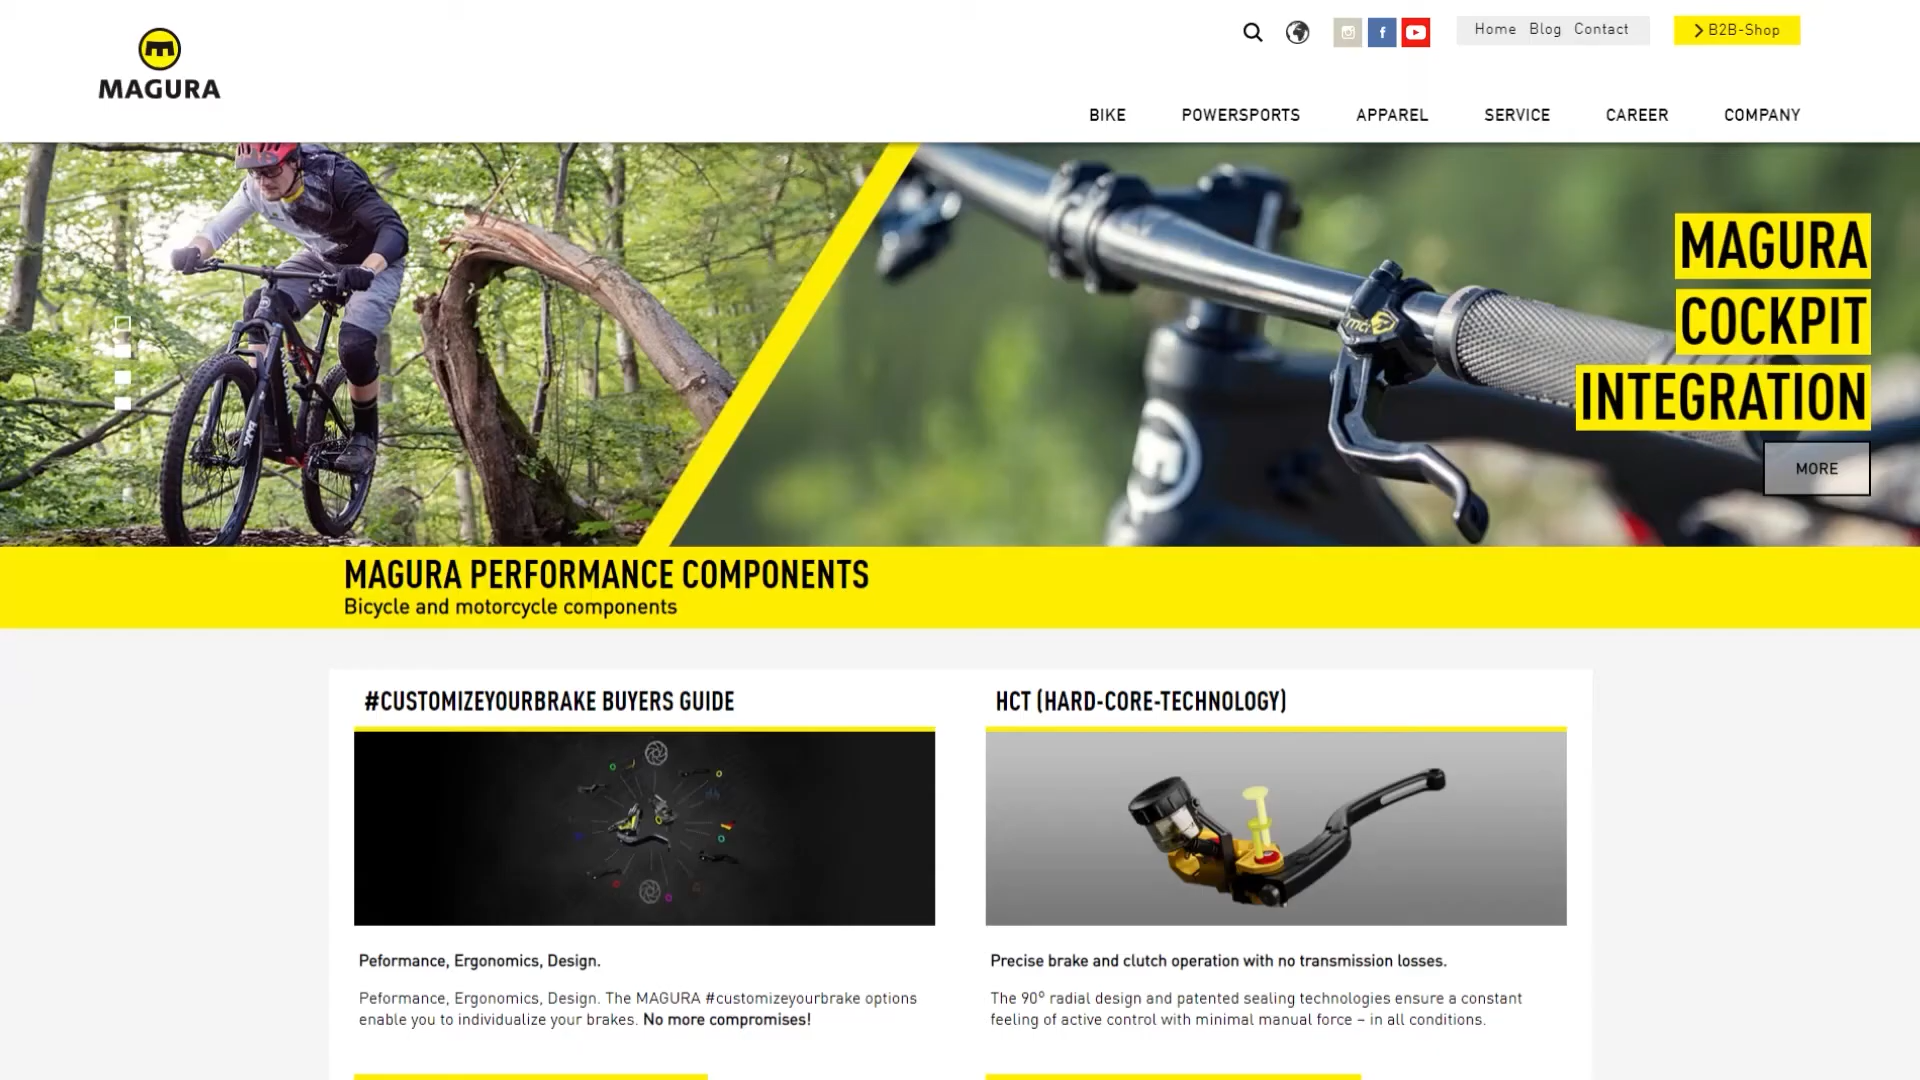 MAGURA
Home Blog Contact
B2B-Shop
BIKE POWERSPORTS APPAREL SERVICE CAREER COMPANY
MAGURA
COCKPIT
INTEGRATION
MORE
MAGURA PERFORMANCE COMPONENTS
Bicycle and motorcycle components
#CUSTOMIZEYOURBRAKE BUYERS GUIDE
Peformance, Ergonomics, Design.
Peformance, Ergonomics, Design. The MAGURA #customizeyourbrake options
enable you to individualize your brakes. No more compromises!
HCT (HARD-CORE-TECHNOLOGY)
Precise brake and clutch operation with no transmission losses.
The 90° radial design and patented sealing technologies ensure a constant
feeling of active control with minimal manual force – in all conditions.